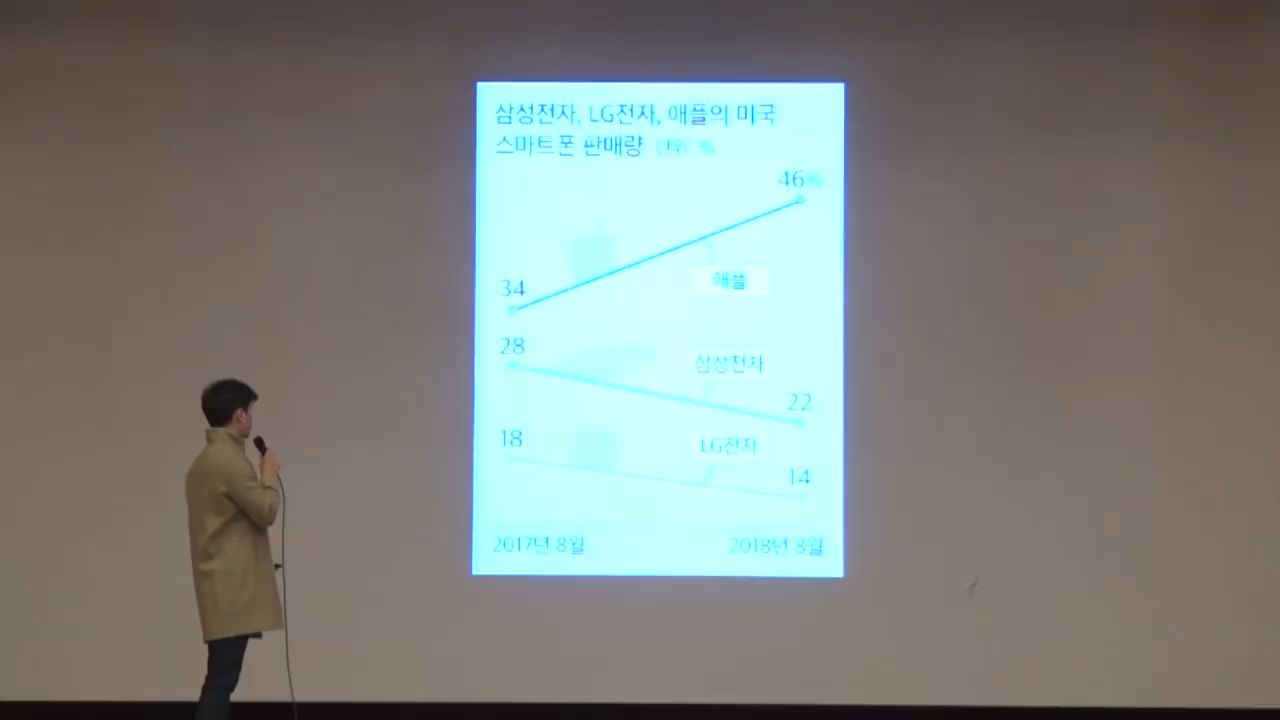 삼성전자, LG전자, 애플의 미국
스마트폰 판매량 단위 %
46%
34
애플
28
삼성전자
22
18
LG전자
14
2017년 8월
2018년 8월